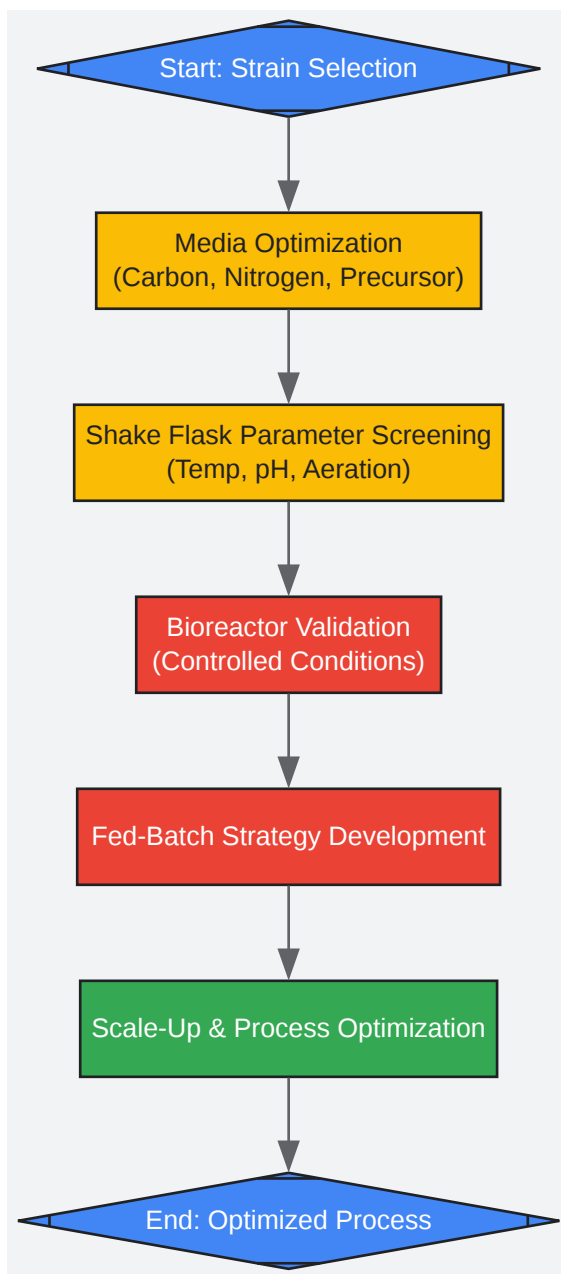 Start: Strain Selection
Media Optimization
(Carbon, Nitrogen, Precursor)
Shake Flask Parameter Screening
(Temp, pH, Aeration)
Bioreactor Validation
(Controlled Conditions)
Fed-Batch Strategy Development
Scale-Up & Process Optimization
End: Optimized Process